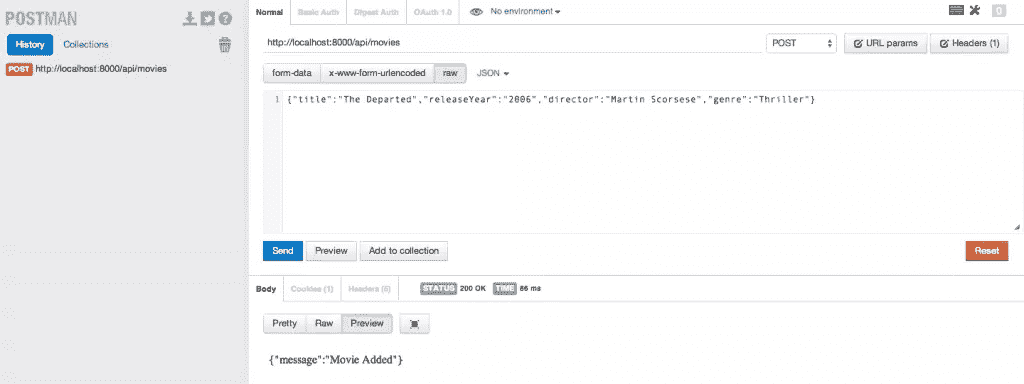 POSTMAN
History Collections
POST http://localhost:8000/api/movies
Normal Basic Auth Digest Auth OAuth 1.0 No environment 0
http://localhost:8000/api/movies POST URL params Headers (1)
form-data x-www-form-urlencoded raw JSON
1 {"title":"The Departed","releaseYear":"2006","director":"Martin Scorsese","genre":"Thriller"}
Send Preview Add to collection Reset
Body Cookies (1) Headers (6) STATUS 200 OK TIME 86 ms
Pretty Raw Preview
{"message":"Movie Added"}